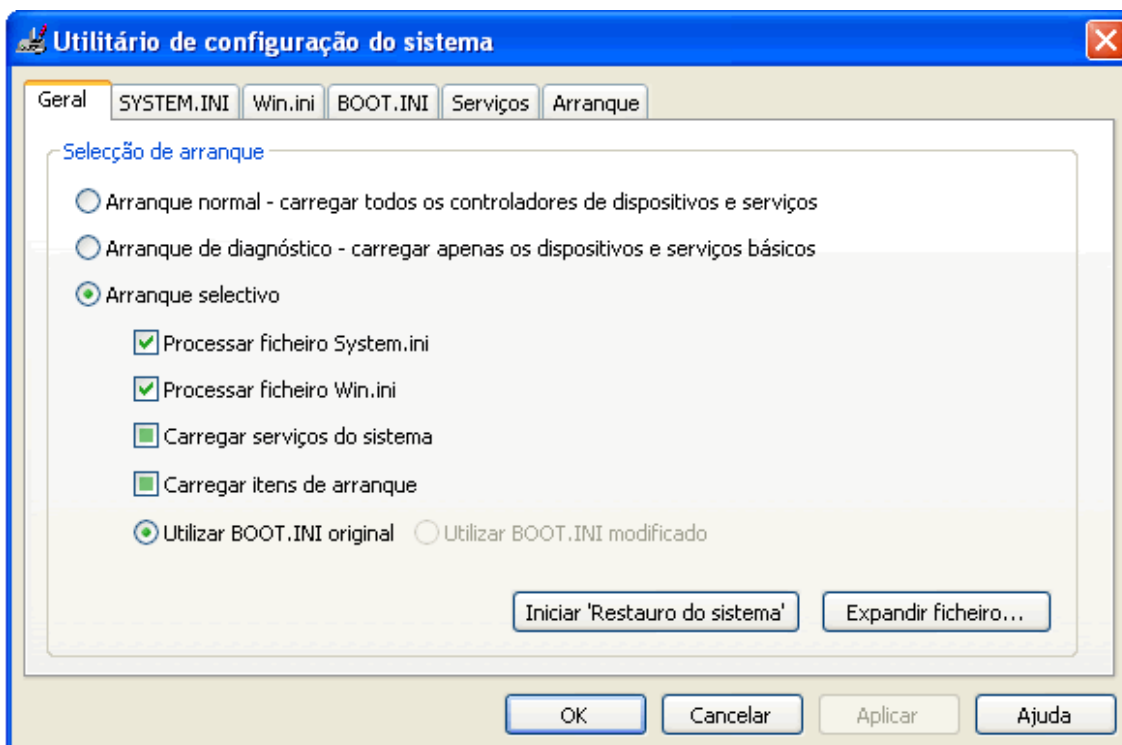 Utilitário de configuração do sistema
Geral SYSTEM.INI Win.ini BOOT.INI Serviços Arranque
Selecção de arranque
Arranque normal - carregar todos os controladores de dispositivos e serviços
Arranque de diagnóstico - carregar apenas os dispositivos e serviços básicos
Arranque selectivo
Processar ficheiro System.ini
Processar ficheiro Win.ini
Carregar serviços do sistema
Carregar itens de arranque
Utilizar BOOT.INI original Utilizar BOOT.INI modificado
Iniciar 'Restauro do sistema' Expandir ficheiro...
OK Cancelar Aplicar Ajuda